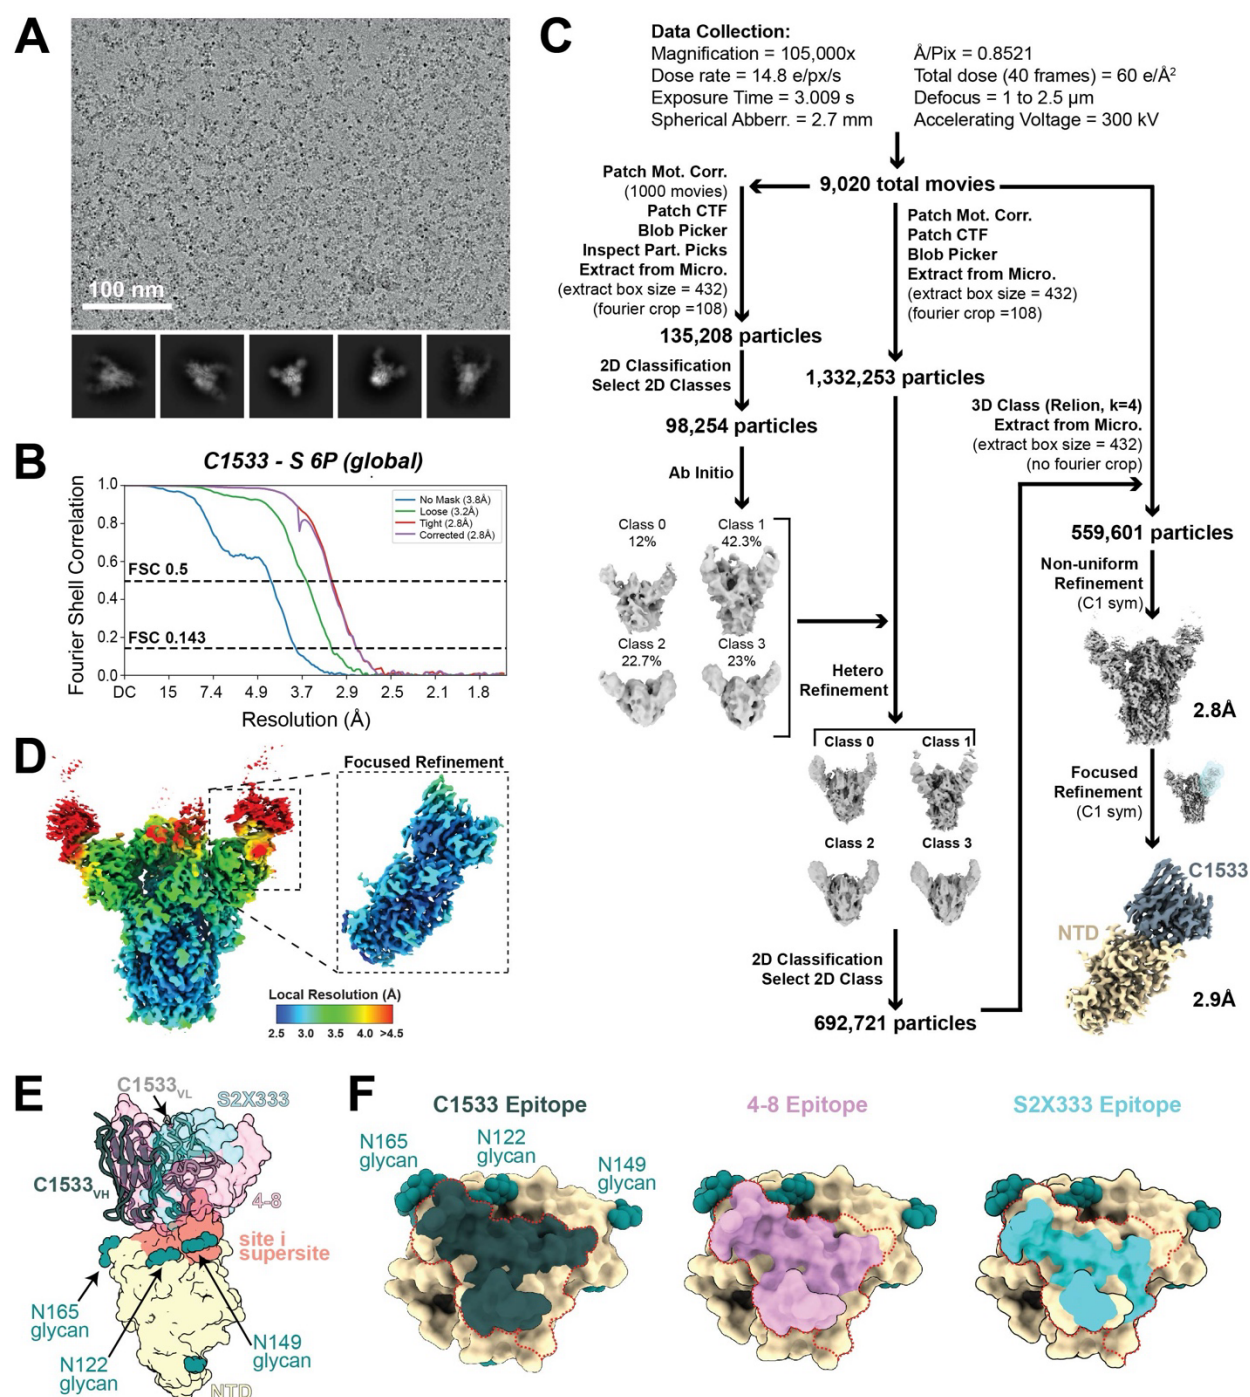 A
100 nm
B
C1533 - S 6P (global)
Fourier Shell Correlation
1.0
0.8
0.6
0.4
0.2
0.0
No Mask (3.8Å)
Loose (3.2Å)
Tight (2.8Å)
Corrected (2.8Å)
FSC 0.5
FSC 0.143
DC 15 7.4 4.9 3.7 2.9 2.5 2.1 1.8
Resolution (Å)
C
Data Collection:
Magnification = 105,000x
Dose rate = 14.8 e/px/s
Exposure Time = 3.009 s
Spherical Abberr. = 2.7 mm
Å/Pix = 0.8521
Total dose (40 frames) = 60 e/Å²
Defocus = 1 to 2.5 µm
Accelerating Voltage = 300 kV
9,020 total movies
Patch Mot. Corr.
(1000 movies)
Patch CTF
Blob Picker
Inspect Part. Picks
Extract from Micro.
(extract box size = 432)
(fourier crop =108)
135,208 particles
2D Classification
Select 2D Classes
98,254 particles
Ab Initio
Class 0
12%
Class 1
42.3%
Class 2
22.7%
Class 3
23%
Patch Mot. Corr.
Patch CTF
Blob Picker
Extract from Micro.
(extract box size = 432)
(fourier crop =108)
1,332,253 particles
Hetero
Refinement
Class 0
Class 1
Class 2
Class 3
2D Classification
Select 2D Class
692,721 particles
3D Class (Relion, k=4)
Extract from Micro.
(extract box size = 432)
(no fourier crop)
559,601 particles
Non-uniform
Refinement
(C1 sym)
2.8Å
Focused
Refinement
(C1 sym)
C1533
NTD
2.9Å
D
Focused Refinement
Local Resolution (Å)
2.5 3.0 3.5 4.0 >4.5
E
C1533VL
S2X333
C1533VH
4-8
site i
supersite
N165
glycan
N122
glycan
N149
glycan
NTD
F
C1533 Epitope
4-8 Epitope
S2X333 Epitope
N165
glycan
N122
glycan
N149
glycan